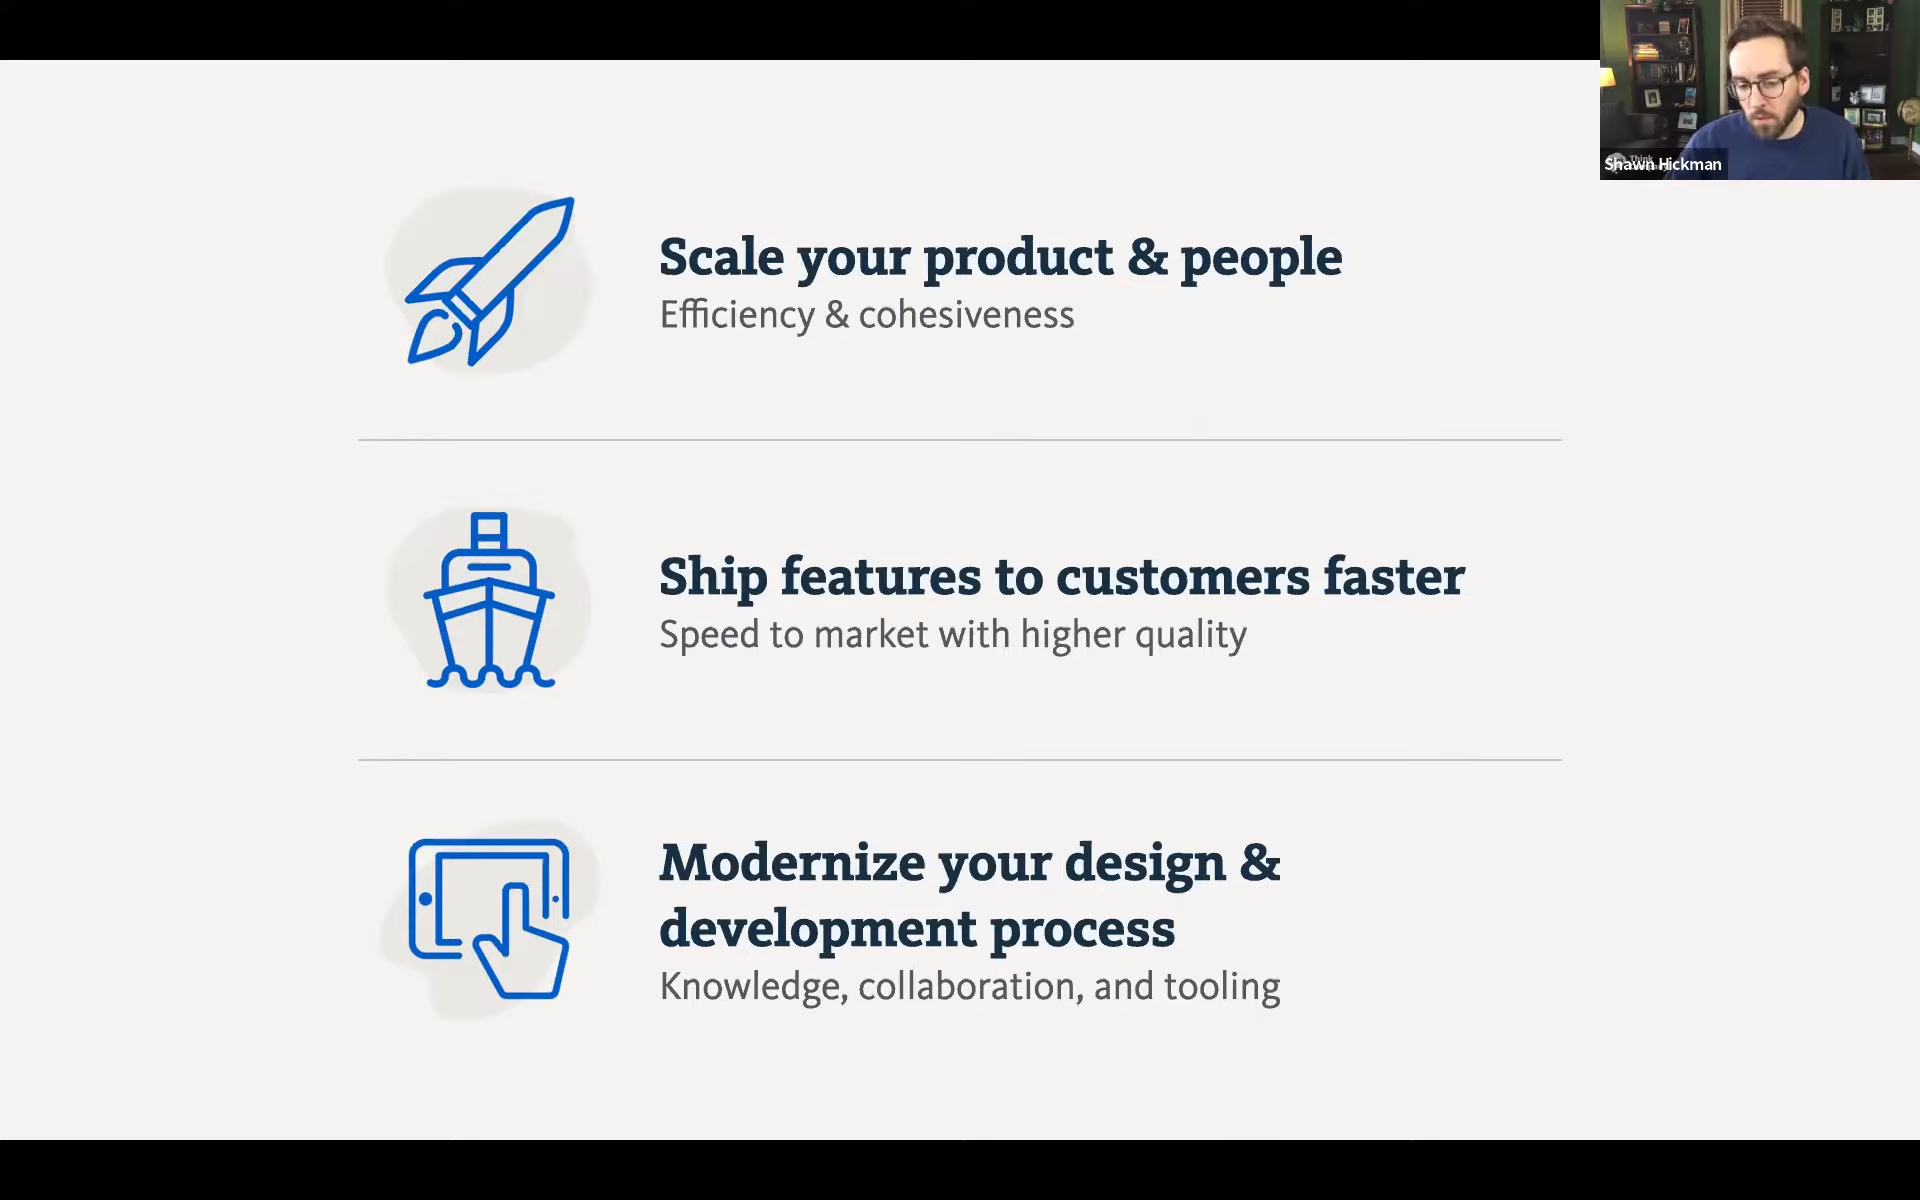 Shawn Hickman
Scale your product & people
Efficiency & cohesiveness
Ship features to customers faster
Speed to market with higher quality
Modernize your design &
development process
Knowledge, collaboration, and tooling